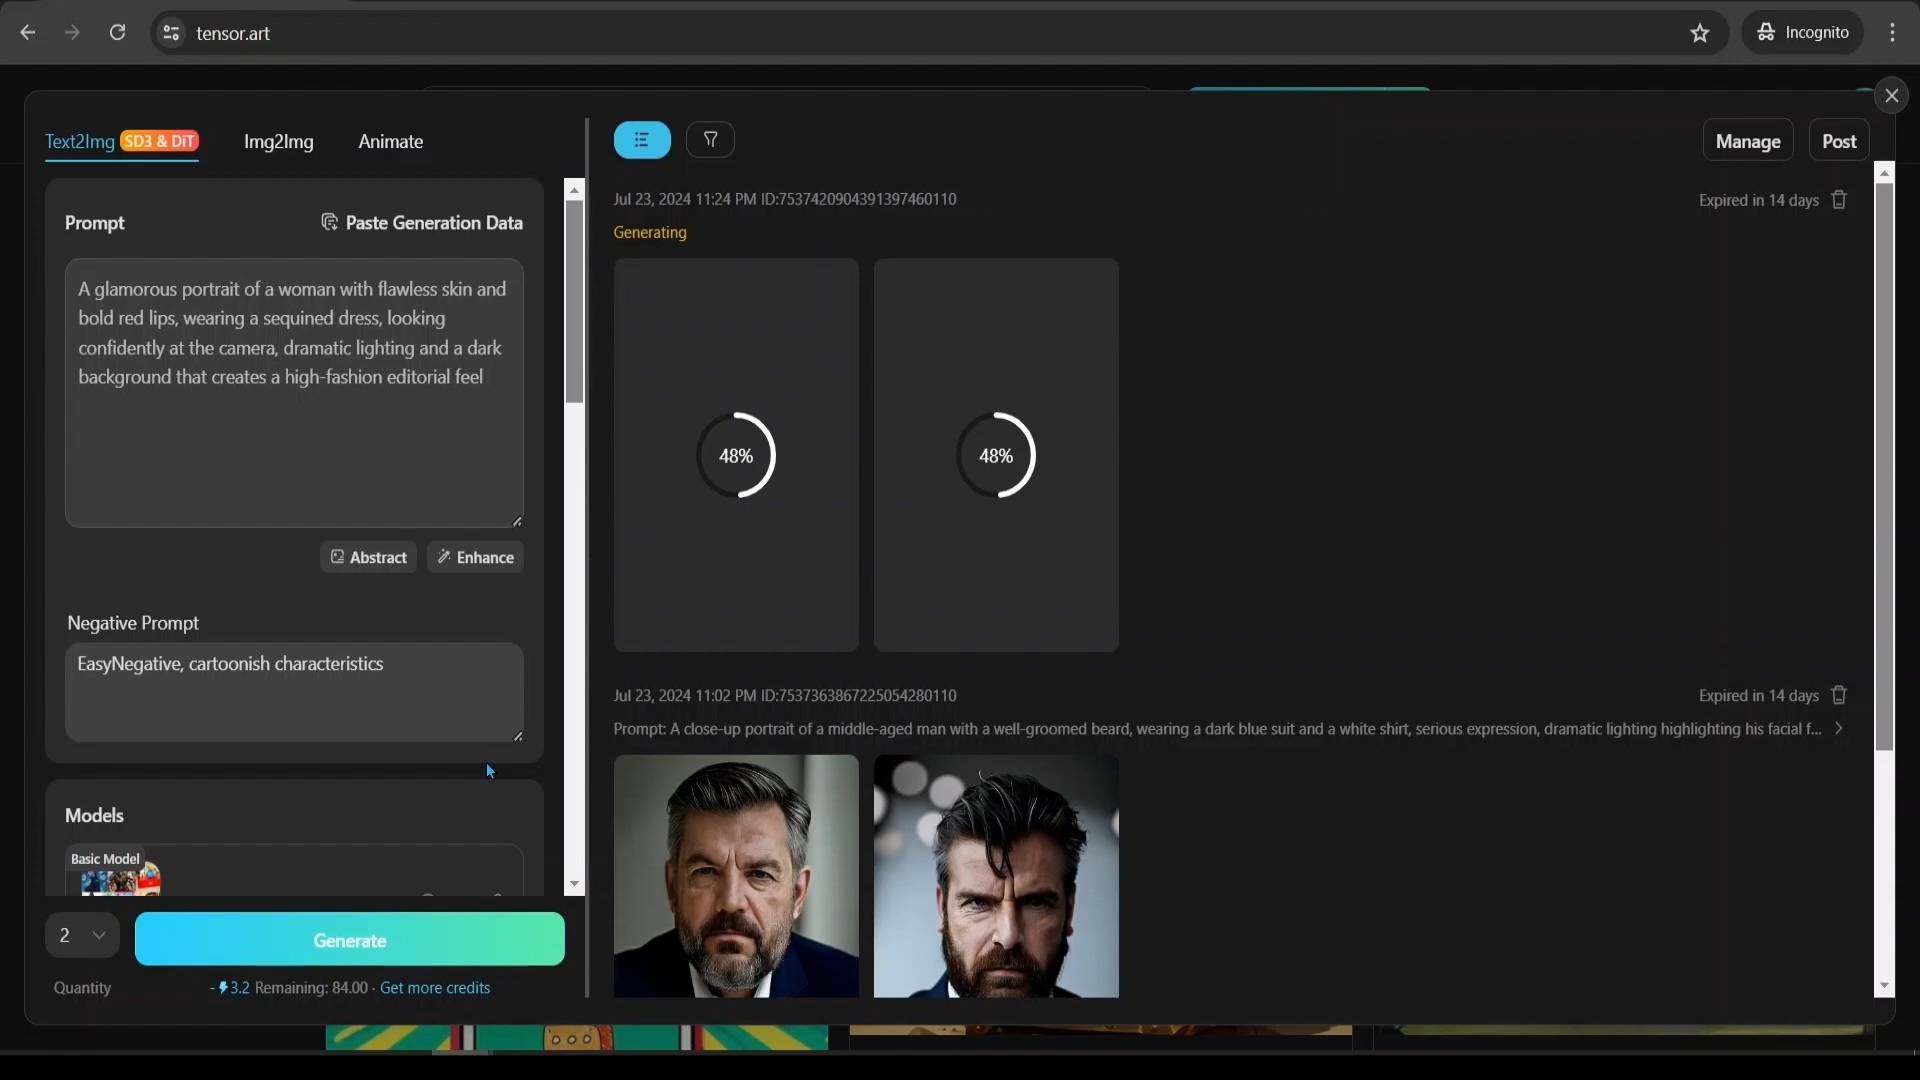 tensor.art
Incognito
Text2Img SD3 & DiT
Img2Img
Animate
Manage
Post
Prompt
Paste Generation Data
A glamorous portrait of a woman with flawless skin and
bold red lips, wearing a sequined dress, looking
confidently at the camera, dramatic lighting and a dark
background that creates a high-fashion editorial feel
Abstract
Enhance
Negative Prompt
EasyNegative, cartoonish characteristics
Models
Basic Model
2
Generate
Quantity
- 3.2 Remaining: 84.00 · Get more credits
Jul 23, 2024 11:24 PM ID:7537420904391397460110
Expired in 14 days
Generating
48%
48%
Jul 23, 2024 11:02 PM ID:7537363867225054280110
Expired in 14 days
Prompt: A close-up portrait of a middle-aged man with a well-groomed beard, wearing a dark blue suit and a white shirt, serious expression, dramatic lighting highlighting his facial f...